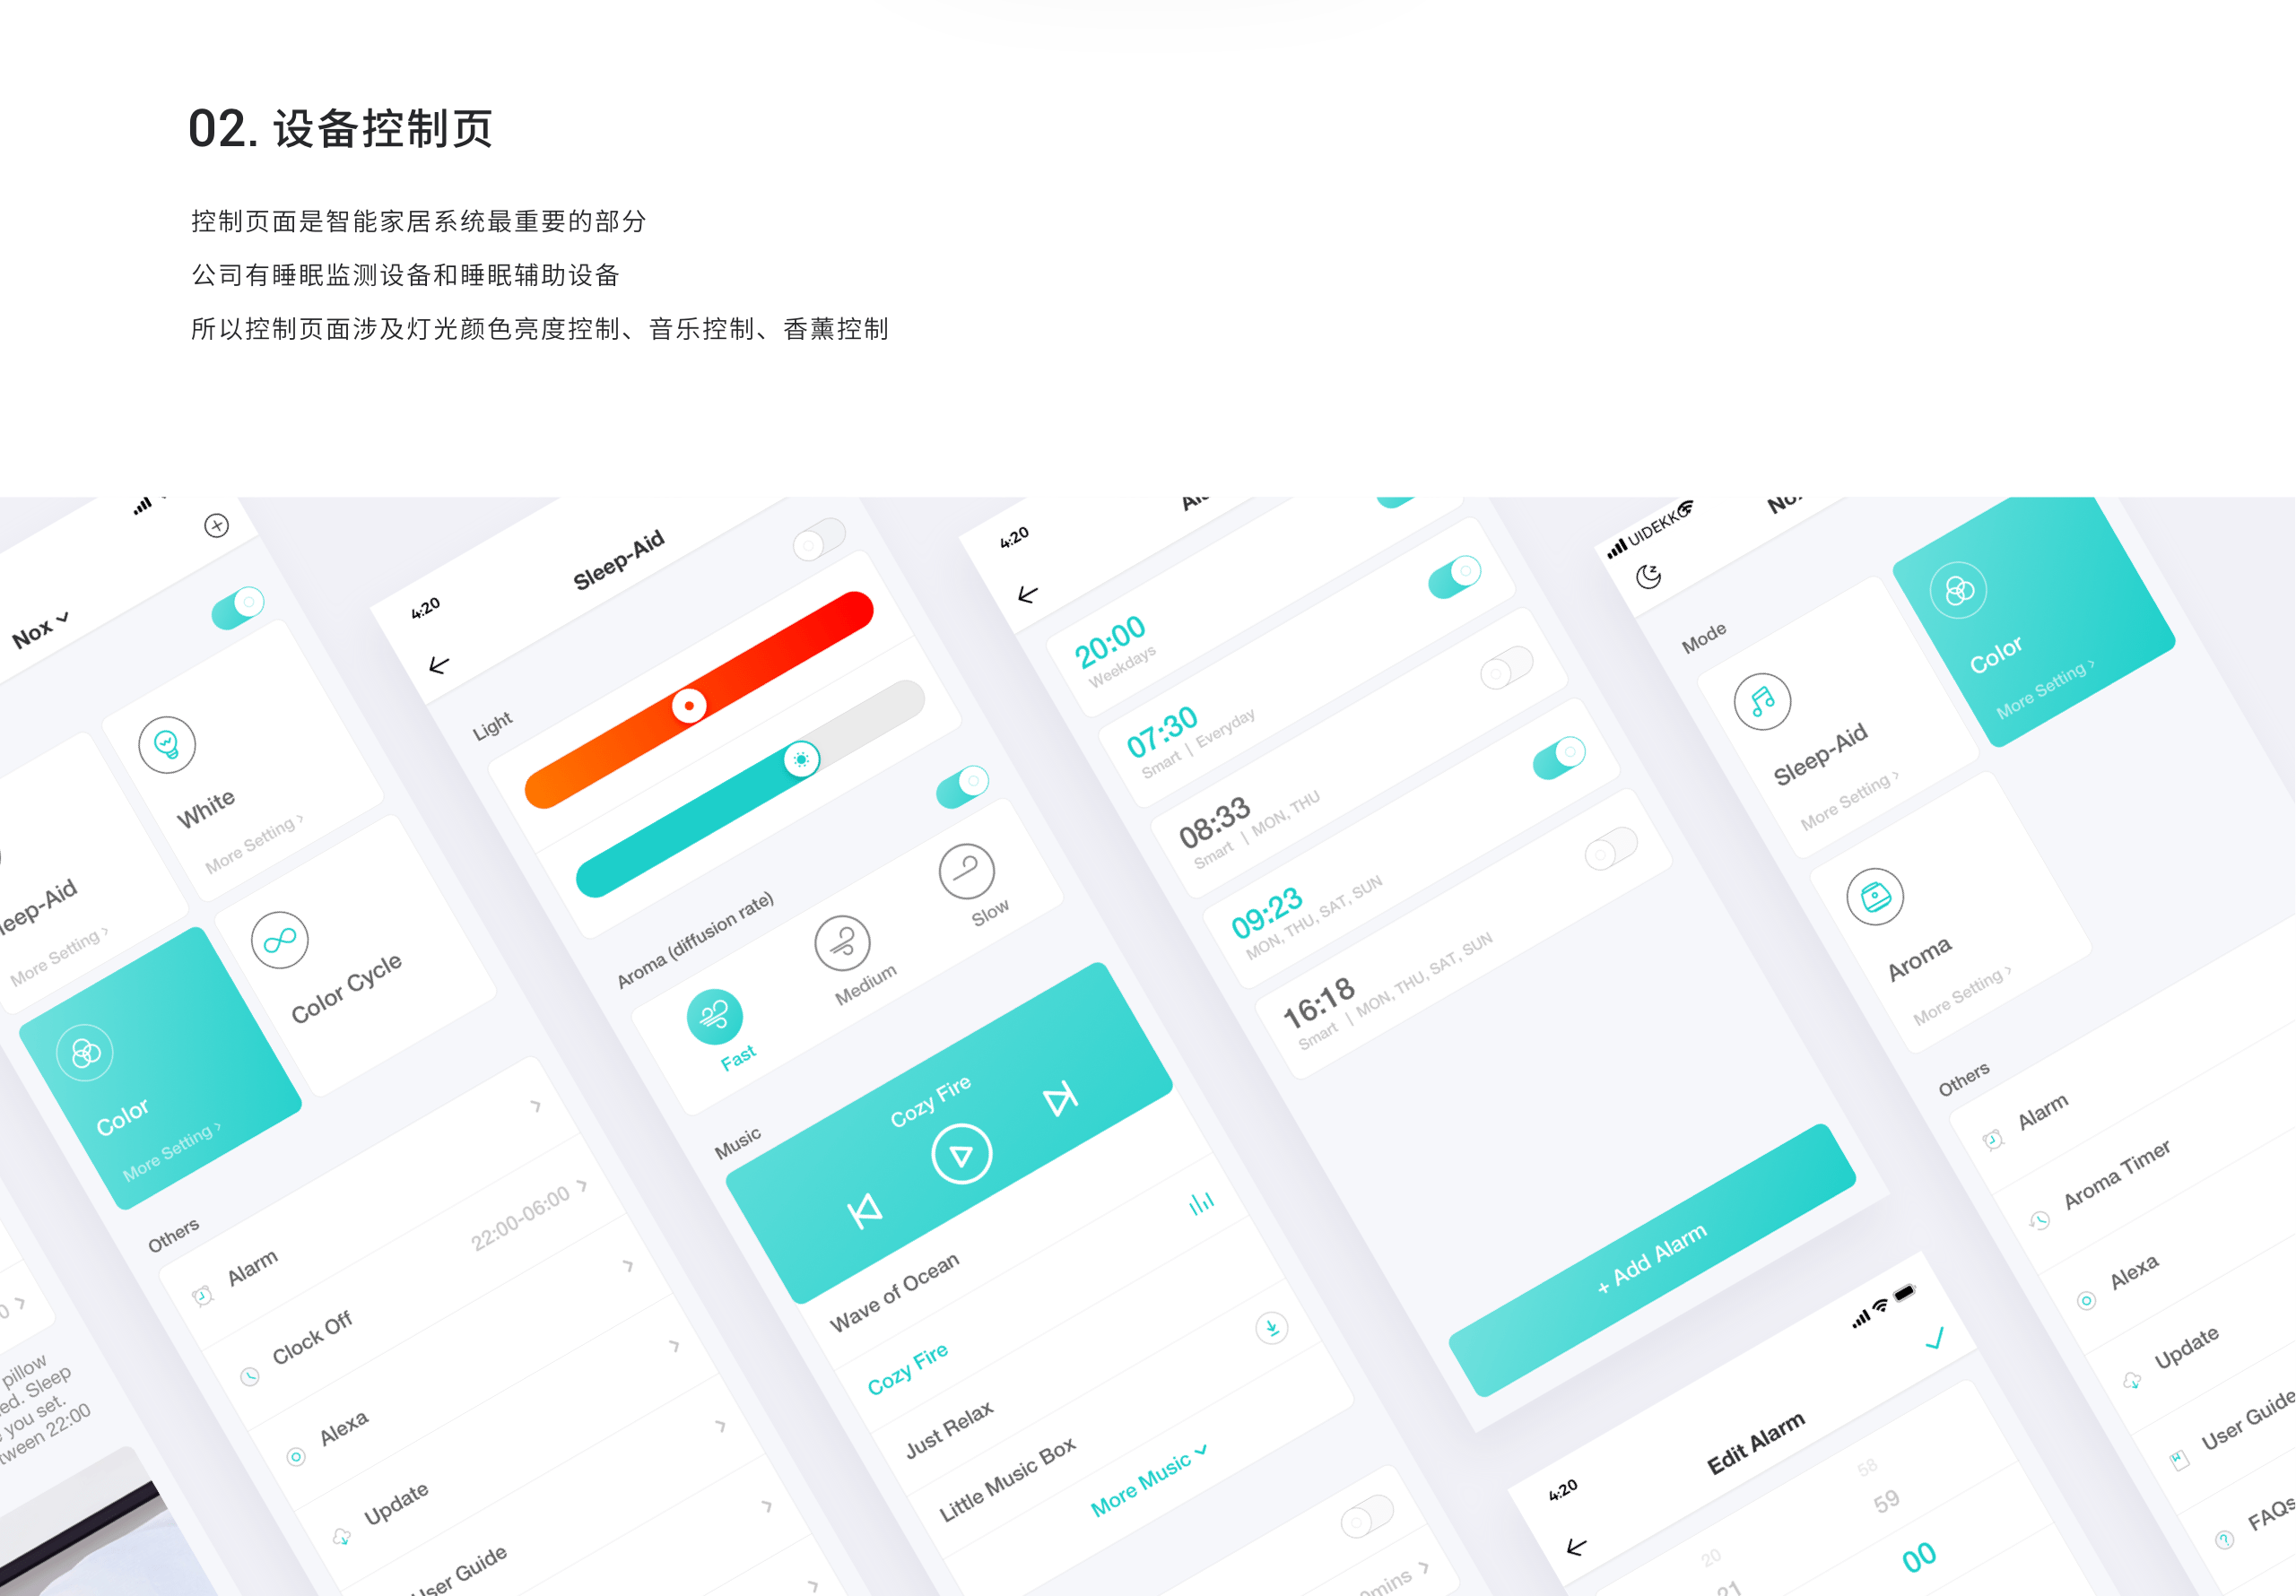 02. 设备控制页
控制页面是智能家居系统最重要的部分
公司有睡眠监测设备和睡眠辅助设备
所以控制页面涉及灯光颜色亮度控制、音乐控制、香薰控制
Nox
White
More Setting >
More Setting >
Color Cycle
Color
More Setting >
Others
Alarm
Clock Off
22:00-06:00 >
Alexa
Update
User Guide
pillow
Sleep
you set.
22:00
4:20
Sleep-Aid
Light
Aroma (diffusion rate)
Fast
Medium
Slow
Music
Cozy Fire
Wave of Ocean
Cozy Fire
Just Relax
Little Music Box
More Music
4:20
20:00
Weekdays
07:30
Smart | Everyday
08:33
Smart | MON, THU
09:23
MON, THU, SAT, SUN
16:18
Smart | MON, THU, SAT, SUN
+ Add Alarm
4:20
Edit Alarm
58
20
59
21
00
UIDEKKO
Mode
Sleep-Aid
More Setting >
Color
More Setting >
Aroma
More Setting >
Others
Alarm
Aroma Timer
Alexa
Update
User Guide
FAQs